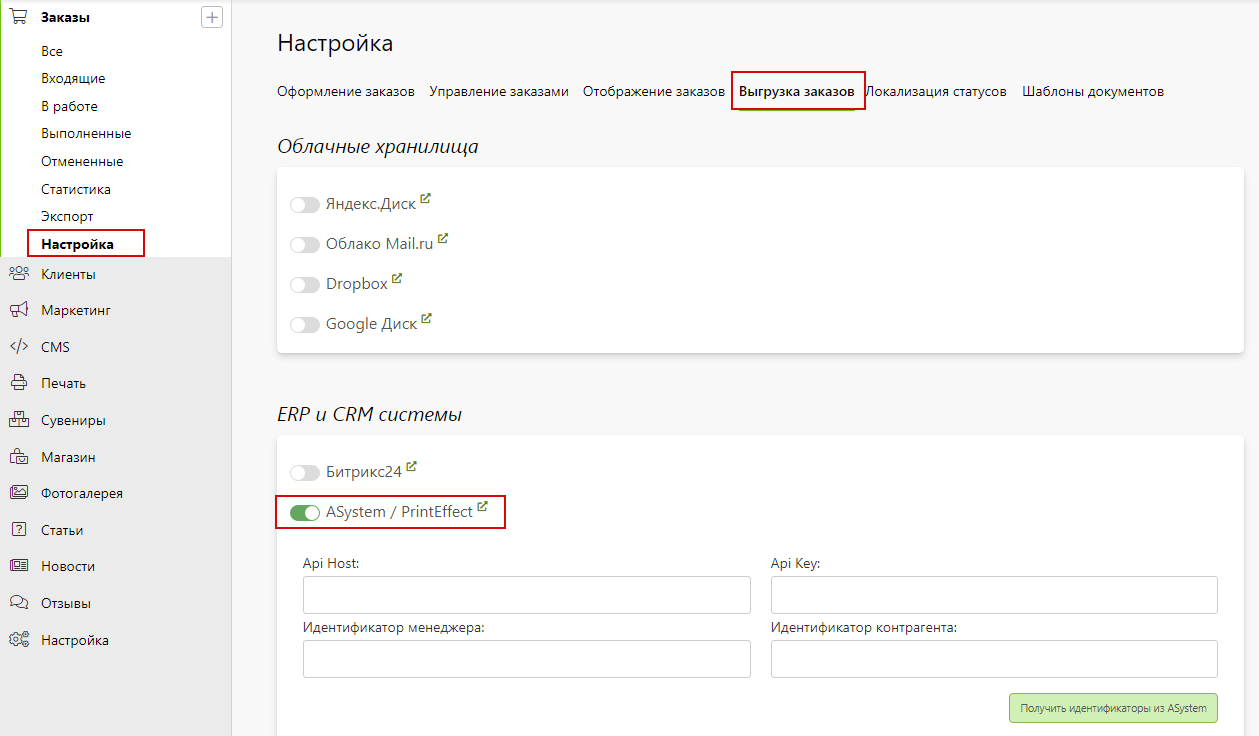 Заказы
Все
Входящие
В работе
Выполненные
Отмененные
Статистика
Экспорт
Настройка
Клиенты
Маркетинг
CMS
Печать
Сувениры
Магазин
Фотогалерея
Статьи
Новости
Отзывы
Настройка
Настройка
Оформление заказов Управление заказами Отображение заказов Выгрузка заказов Локализация статусов Шаблоны документов
Облачные хранилища
Яндекс.Диск
Облако Mail.ru
Dropbox
Google Диск
ERP и CRM системы
Битрикс24
ASystem / PrintEffect
Api Host: Api Key:
Идентификатор менеджера: Идентификатор контрагента:
Получить идентификаторы из ASystem